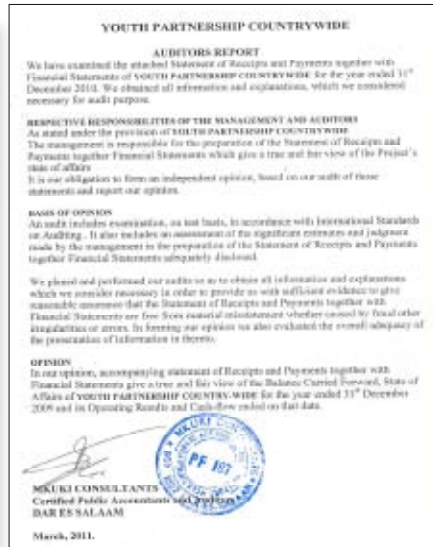 YOUTH PARTNERSHIP COUNTRYWIDE
AUDITORS REPORT
We have examined the attached Statement of Receipts and Payments together with
Financial Statements of YOUTH PARTNERSHIP COUNTRYWIDE for the year ended 31st
December 2010. We obtained all information and explanations, which we considered
necessary for audit purpose.
RESPECTIVE RESPONSIBILITIES OF THE MANAGEMENT AND AUDITORS
As stated under the provision of YOUTH PARTNERSHIP COUNTRYWIDE
The management is responsible for the preparation of the Statement of Receipts and
Payments together Financial Statements which give a true and fair view of the Project's
state of affairs
It is our obligation to form an independent opinion, based on our audit of those
statements and report our opinion.
BASIS OF OPINION
An audit includes examination, on test basis, in accordance with International Standards
on Auditing. It also includes an assessment of the significant estimates and judgment
made by the management in the preparation of the Statement of Receipts and Payments
together Financial Statements adequately disclosed.
We planed and performed our audits so as to obtain all information and explanations
which we consider necessary in order to provide us with sufficient evidence to give
reasonable assurance that the Statement of Receipts and Payments together with
Financial Statements are free from material misstatement whether caused by fraud other
irregularities or errors. In forming our opinion we also evaluated the overall adequacy of
the presentation of information in thereto.
OPINION
In our opinion, accompanying statement of Receipts and Payments together with
Financial Statements give a true and fair view of the Balance Carried Forward, State of
Affairs of YOUTH PARTNERSHIP COUNTRY-WIDE for the year ended 31st December
2009 and its Operating Results and Cash-flow ended on that date.
MKUKI CONSULTANTS
Certified Public Accountants and Auditors
DAR ES SALAAM
March, 2011.
PF 197